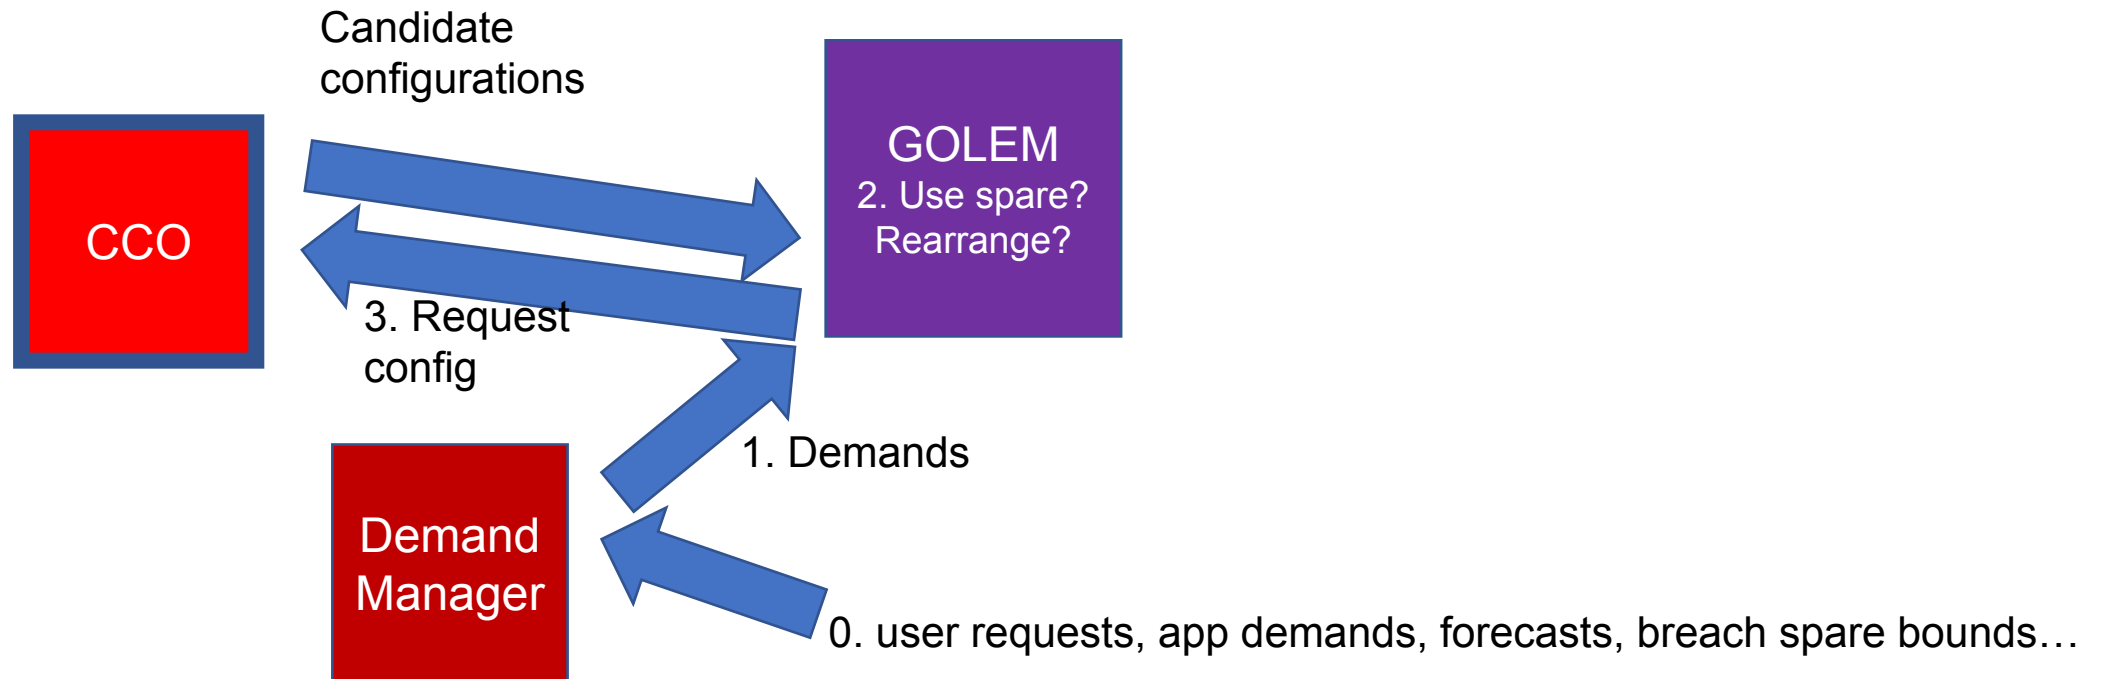 Candidate
configurations
GOLEM
2. Use spare?
Rearrange?
CCO
3. Request
config
1. Demands
Demand
Manager
0. user requests, app demands, forecasts, breach spare bounds…